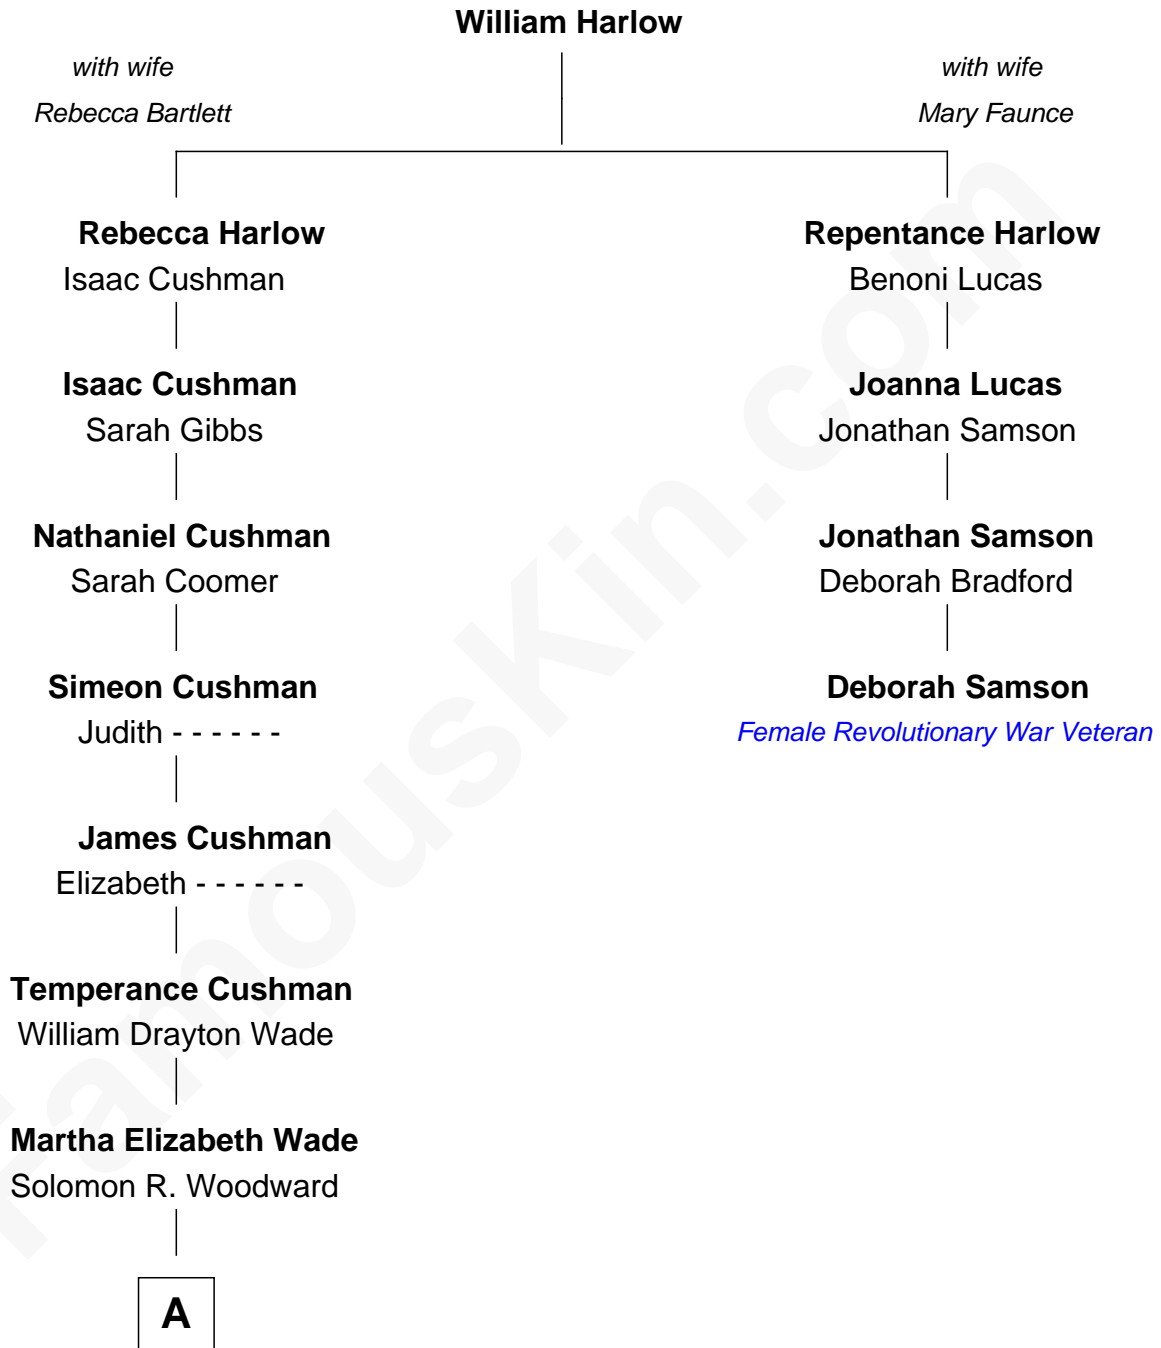 William Harlow
with wife
Rebecca Bartlett
with wife
Mary Faunce
Rebecca Harlow
Isaac Cushman
Repentance Harlow
Benoni Lucas
Isaac Cushman
Sarah Gibbs
Joanna Lucas
Jonathan Samson
Nathaniel Cushman
Sarah Coomer
Jonathan Samson
Deborah Bradford
Simeon Cushman
Judith - - - - - -
Deborah Samson
Female Revolutionary War Veteran
James Cushman
Elizabeth - - - - - -
Temperance Cushman
William Drayton Wade
Martha Elizabeth Wade
Solomon R. Woodward
A
FamousKin.com